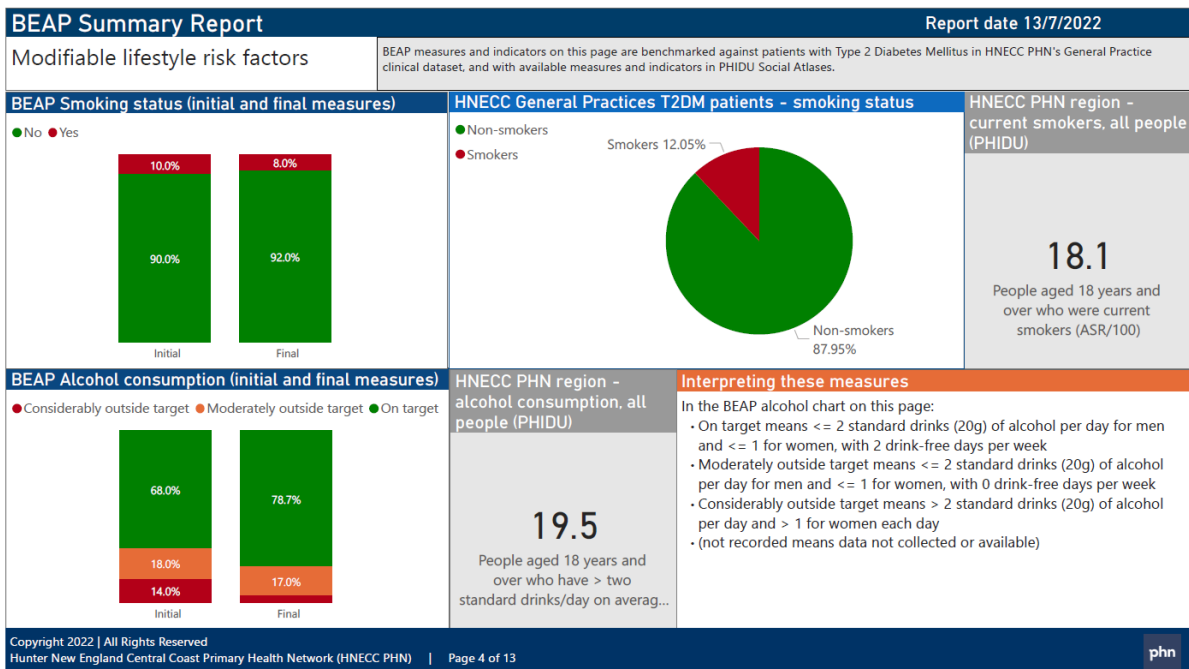 BEAP Summary Report
Report date 13/7/2022
Modifiable lifestyle risk factors
BEAP measures and indicators on this page are benchmarked against patients with Type 2 Diabetes Mellitus in HNECC PHN's General Practice
clinical dataset, and with available measures and indicators in PHIDU Social Atlases.
BEAP Smoking status (initial and final measures)
No Yes
10.0%
8.0%
90.0%
92.0%
Initial
Final
HNECC General Practices T2DM patients - smoking status
Non-smokers
Smokers
Smokers 12.05%
Non-smokers
87.95%
HNECC PHN region -
current smokers, all people
(PHIDU)
18.1
People aged 18 years and
over who were current
smokers (ASR/100)
BEAP Alcohol consumption (initial and final measures)
Considerably outside target Moderately outside target On target
68.0%
78.7%
18.0%
17.0%
14.0%
Initial
Final
HNECC PHN region -
alcohol consumption, all
people (PHIDU)
19.5
People aged 18 years and
over who have > two
standard drinks/day on averag...
Interpreting these measures
In the BEAP alcohol chart on this page:
• On target means <= 2 standard drinks (20g) of alcohol per day for men
and <= 1 for women, with 2 drink-free days per week
• Moderately outside target means <= 2 standard drinks (20g) of alcohol
per day for men and <= 1 for women, with 0 drink-free days per week
• Considerably outside target means > 2 standard drinks (20g) of alcohol
per day and > 1 for women each day
• (not recorded means data not collected or available)
Copyright 2022 | All Rights Reserved
Hunter New England Central Coast Primary Health Network (HNECC PHN) | Page 4 of 13
phn